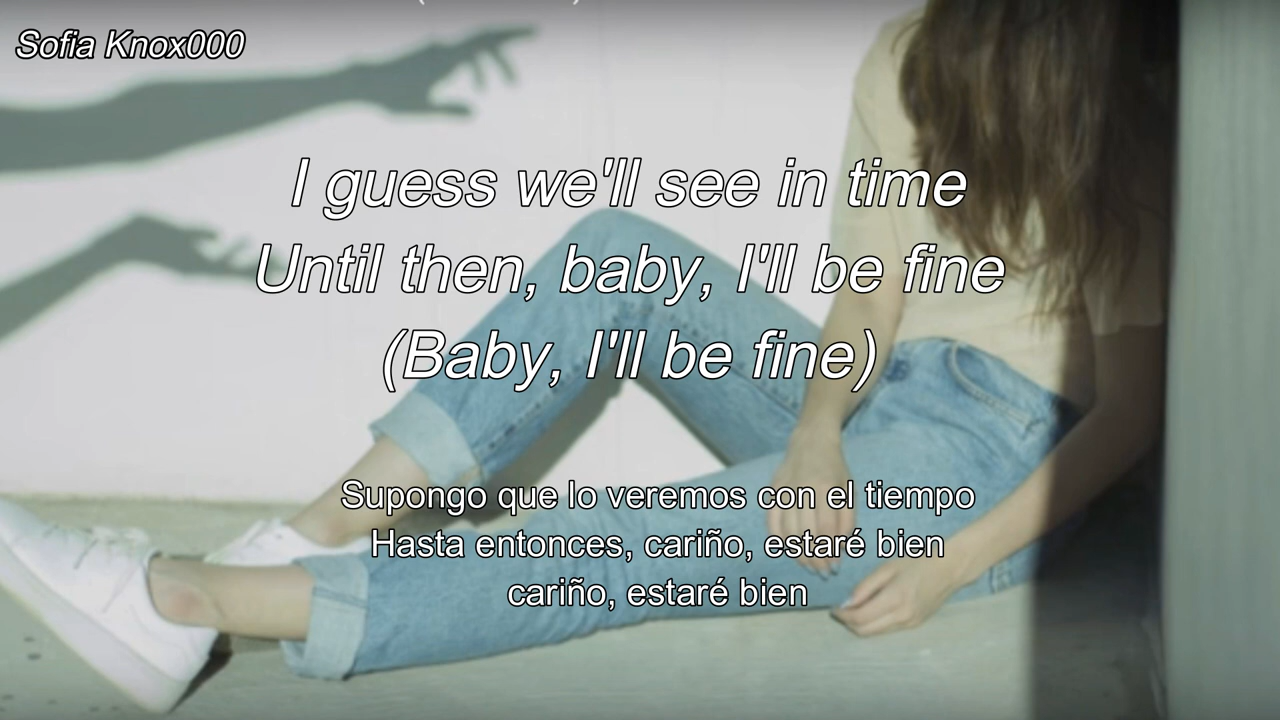 Sofia Knox000
I guess we'll see in time
Until then, baby, I'll be fine
(Baby, I'll be fine)
Supongo que lo veremos con el tiempo
Hasta entonces, cariño, estaré bien
cariño, estaré bien